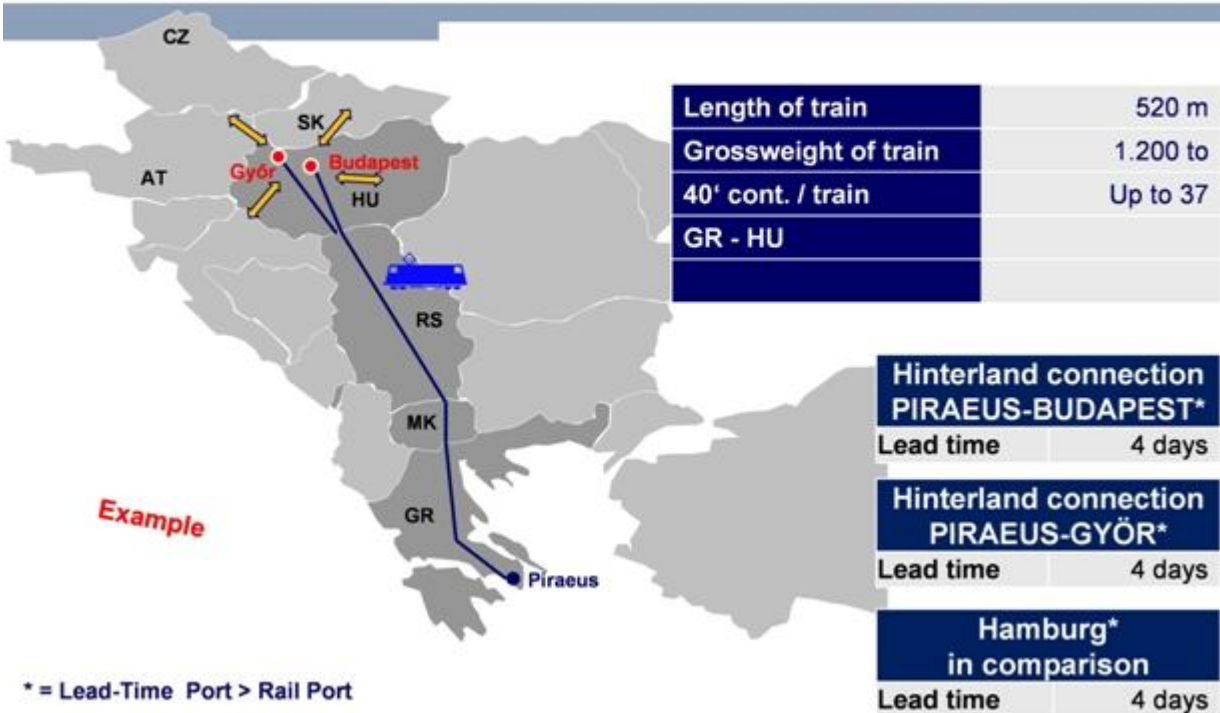 CZ
SK
Győr
Budapest
AT
HU
RS
MK
GR
Piraeus
Example
* = Lead-Time Port > Rail Port
Length of train 520 m
Grossweight of train 1.200 to
40‘ cont. / train Up to 37
GR - HU
Hinterland connection
PIRAEUS-BUDAPEST*
Lead time 4 days
Hinterland connection
PIRAEUS-GYÖR*
Lead time 4 days
Hamburg*
in comparison
Lead time 4 days